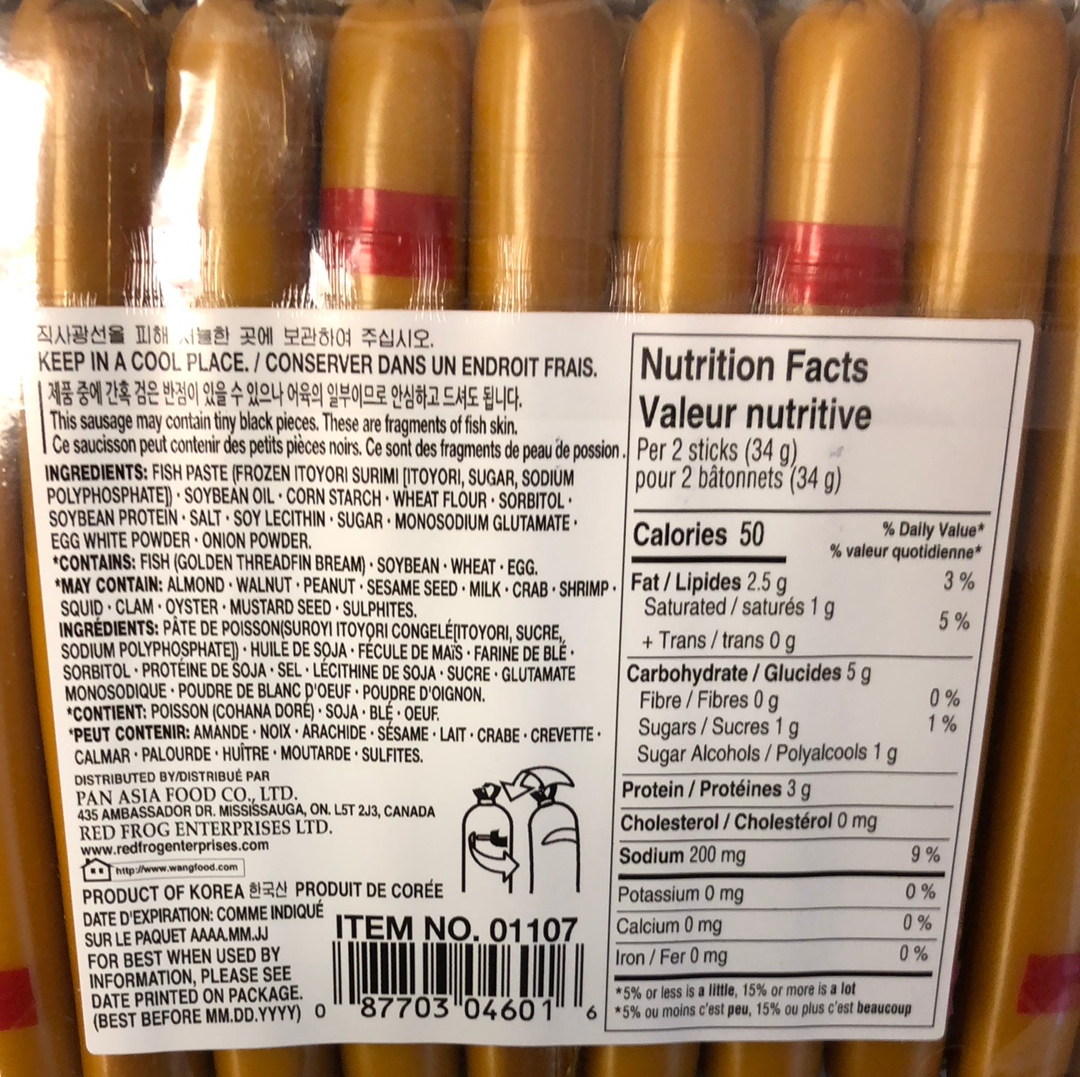 직사광선을 피해 서늘한 곳에 보관하여 주십시오.
KEEP IN A COOL PLACE. / CONSERVER DANS UN ENDROIT FRAIS.
제품 중에 간혹 검은 반점이 있을 수 있으나 어육의 일부이므로 안심하고 드셔도 됩니다.
This sausage may contain tiny black pieces. These are fragments of fish skin.
Ce saucisson peut contenir des petits pièces noirs. Ce sont des fragments de peau de possion.
INGREDIENTS: FISH PASTE (FROZEN ITOYORI SURIMI [ITOYORI, SUGAR, SODIUM
POLYPHOSPHATE]) · SOYBEAN OIL · CORN STARCH · WHEAT FLOUR · SORBITOL ·
SOYBEAN PROTEIN · SALT · SOY LECITHIN · SUGAR · MONOSODIUM GLUTAMATE ·
EGG WHITE POWDER · ONION POWDER.
*CONTAINS: FISH (GOLDEN THREADFIN BREAM) · SOYBEAN · WHEAT · EGG.
*MAY CONTAIN: ALMOND · WALNUT · PEANUT · SESAME SEED · MILK · CRAB · SHRIMP ·
SQUID · CLAM · OYSTER · MUSTARD SEED · SULPHITES.
INGRÉDIENTS: PÂTE DE POISSON(SUROYI ITOYORI CONGELÉ[ITOYORI, SUCRE,
SODIUM POLYPHOSPHATE]) · HUILE DE SOJA · FÉCULE DE MAÏS · FARINE DE BLÉ ·
SORBITOL · PROTÉINE DE SOJA · SEL · LÉCITHINE DE SOJA · SUCRE · GLUTAMATE
MONOSODIQUE · POUDRE DE BLANC D'OEUF · POUDRE D'OIGNON.
*CONTIENT: POISSON (COHANA DORÉ) · SOJA · BLÉ · OEUF.
*PEUT CONTENIR: AMANDE · NOIX · ARACHIDE · SÉSAME · LAIT · CRABE · CREVETTE ·
CALMAR · PALOURDE · HUÎTRE · MOUTARDE · SULFITES.
DISTRIBUTED BY/DISTRIBUÉ PAR
PAN ASIA FOOD CO., LTD.
435 AMBASSADOR DR. MISSISSAUGA, ON. L5T 2J3, CANADA
RED FROG ENTERPRISES LTD.
www.redfrogenterprises.com
http://www.wangfood.com
PRODUCT OF KOREA 한국산 PRODUIT DE CORÉE
DATE D'EXPIRATION: COMME INDIQUÉ
SUR LE PAQUET AAAA.MM.JJ
FOR BEST WHEN USED BY
INFORMATION, PLEASE SEE
DATE PRINTED ON PACKAGE.
(BEST BEFORE MM.DD.YYYY)
ITEM NO. 01107
0 87703 04601 6
Nutrition Facts
Valeur nutritive
Per 2 sticks (34 g)
pour 2 bâtonnets (34 g)
Calories 50
% Daily Value*
% valeur quotidienne*
Fat / Lipides 2.5 g 3 %
Saturated / saturés 1 g
+ Trans / trans 0 g 5 %
Carbohydrate / Glucides 5 g
Fibre / Fibres 0 g 0 %
Sugars / Sucres 1 g 1 %
Sugar Alcohols / Polyalcools 1 g
Protein / Protéines 3 g
Cholesterol / Cholestérol 0 mg
Sodium 200 mg 9 %
Potassium 0 mg 0 %
Calcium 0 mg 0 %
Iron / Fer 0 mg 0 %
*5% or less is a little, 15% or more is a lot
*5% ou moins c'est peu, 15% ou plus c'est beaucoup